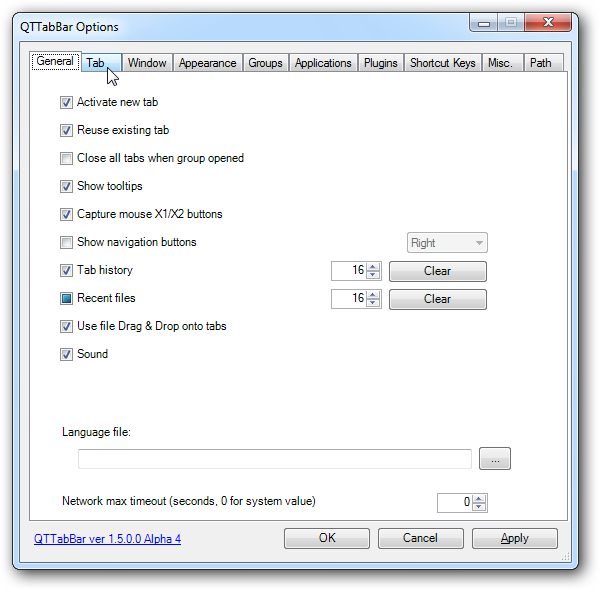 QTTabBar Options
General Tab Window Appearance Groups Applications Plugins Shortcut Keys Misc. Path
Activate new tab
Reuse existing tab
Close all tabs when group opened
Show tooltips
Capture mouse X1/X2 buttons
Show navigation buttons Right
Tab history 16 Clear
Recent files 16 Clear
Use file Drag & Drop onto tabs
Sound
Language file:
...
Network max timeout (seconds, 0 for system value) 0
QTTabBar ver 1.5.0.0 Alpha 4 OK Cancel Apply